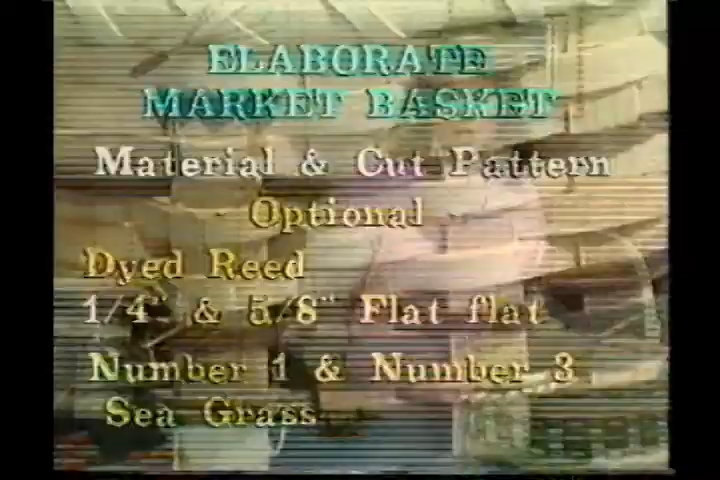 ELABORATE
MARKET BASKET
Material & Cut Pattern
Optional
Dyed Reed
1/4" & 5/8" Flat flat
Number 1 & Number 3
Sea Grass